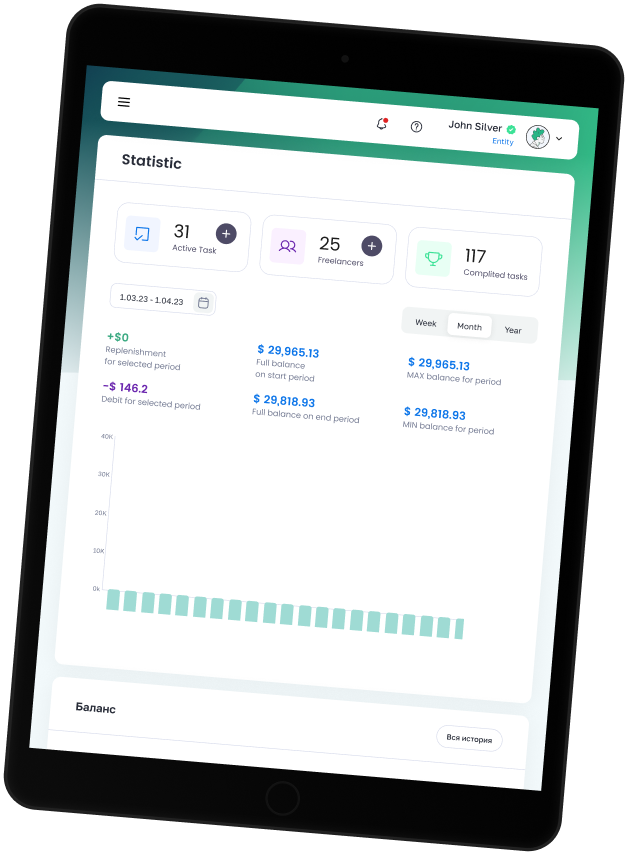 John Silver
Entity
Statistic
31
Active Task
25
Freelancers
117
Complited tasks
1.03.23 - 1.04.23
Week
Month
Year
+$0
Replenishment
for selected period
$ 29,965.13
Full balance
on start period
$ 29,965.13
MAX balance for period
-$ 146.2
Debit for selected period
$ 29,818.93
Full balance on end period
$ 29,818.93
MIN balance for period
40K
30K
20K
10K
0k
Баланс
Вся история